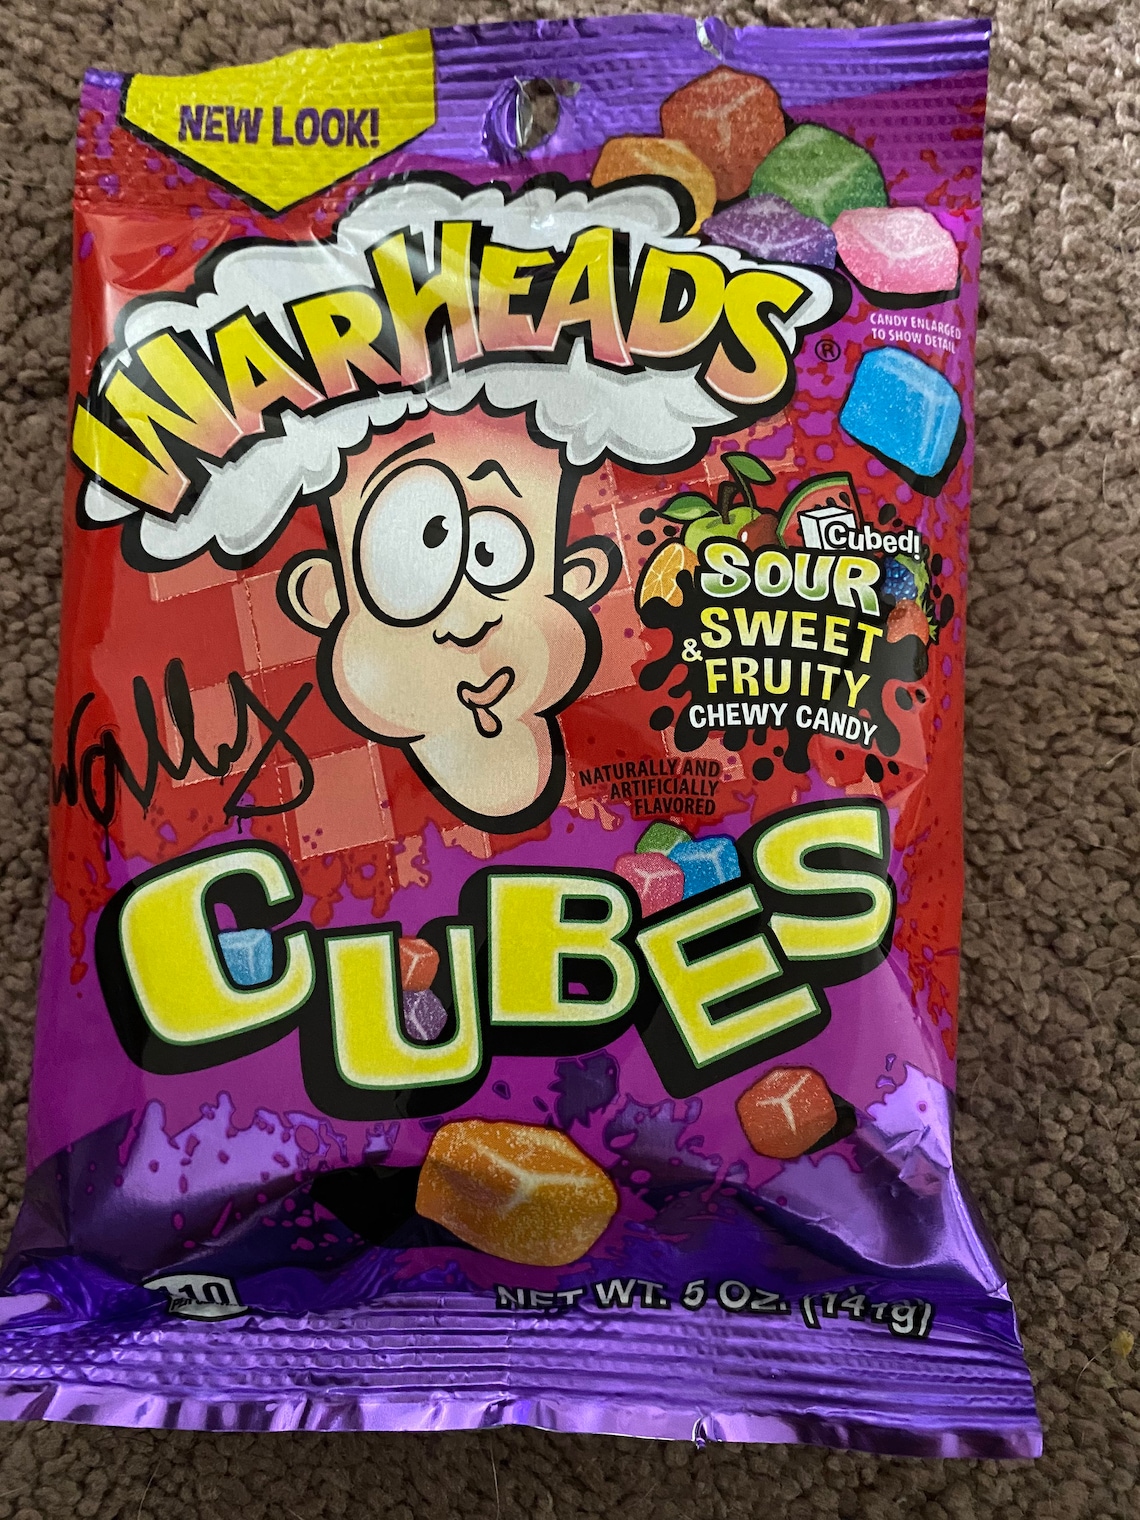 NEW LOOK!
WARHEADS
®
CANDY ENLARGED
TO SHOW DETAIL
Cubed!
SOUR
SWEET
& FRUITY
CHEWY CANDY
Wally
NATURALLY AND
ARTIFICIALLY
FLAVORED
CUBES
NET WT. 5 OZ. (141g)